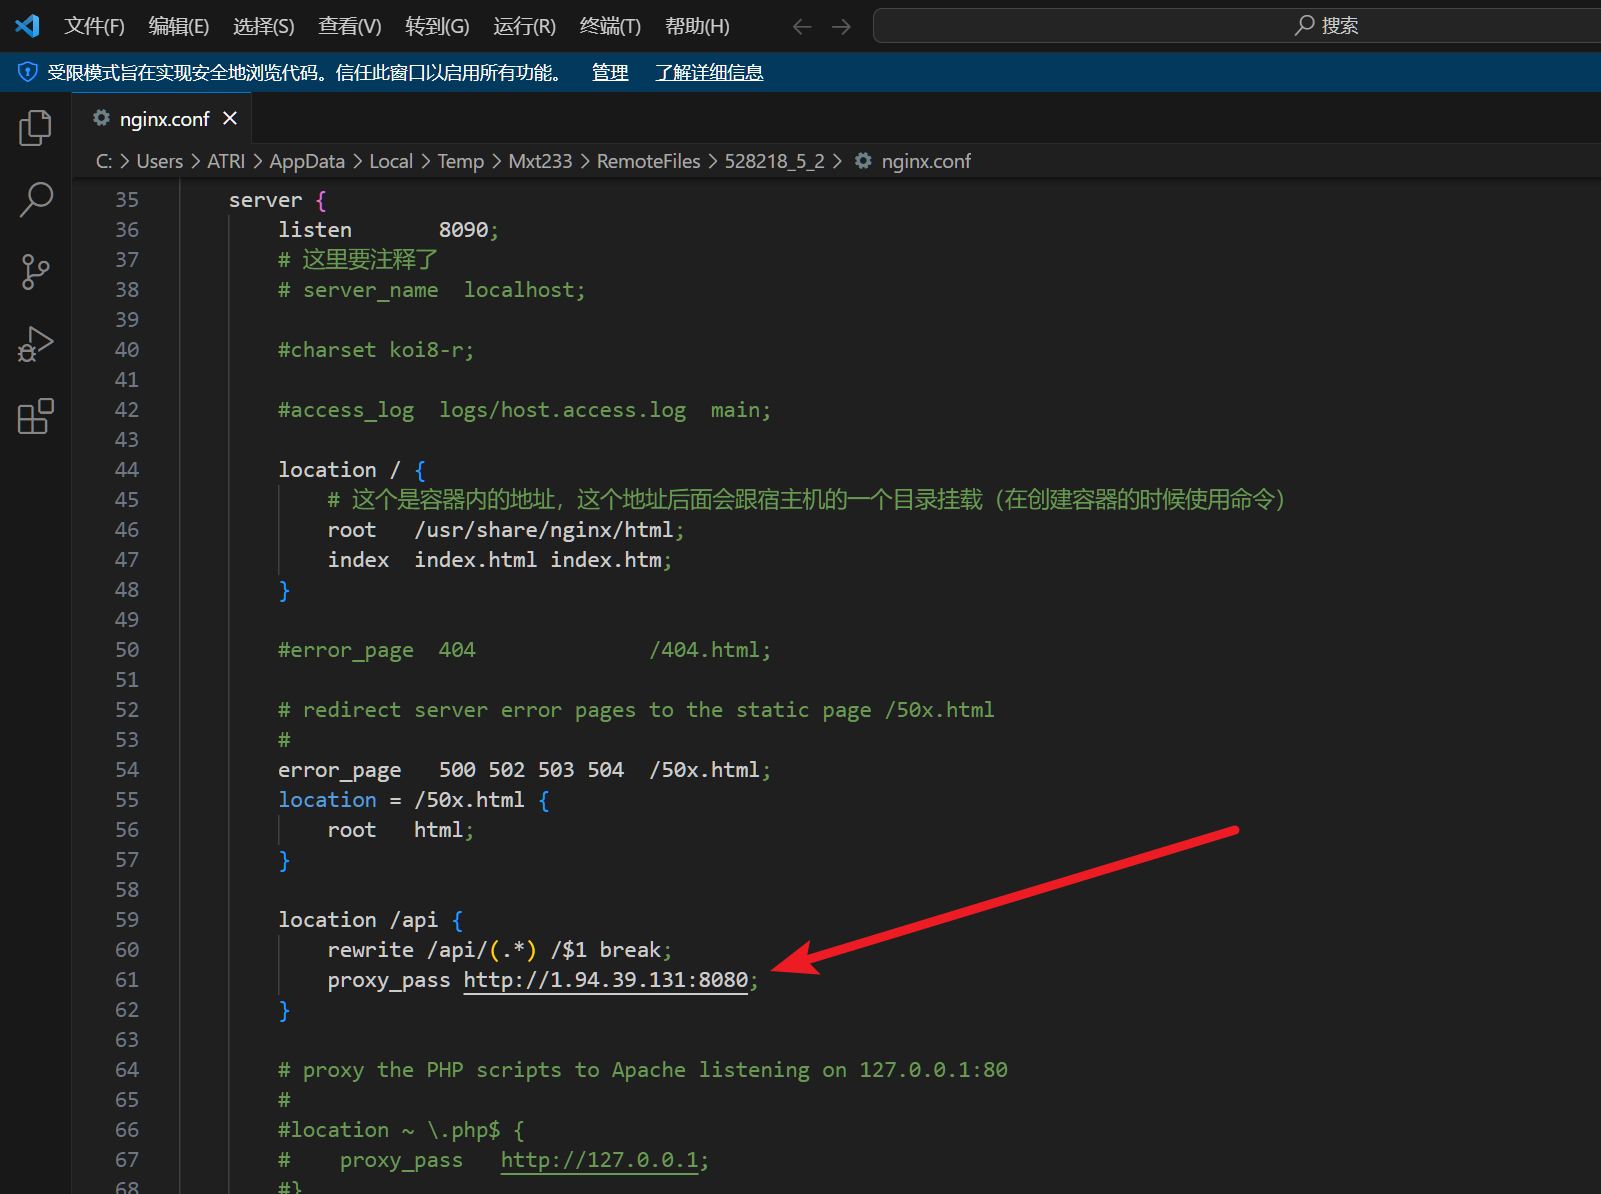 文件(F) 编辑(E) 选择(S) 查看(V) 转到(G) 运行(R) 终端(T) 帮助(H) 搜索
受限模式旨在实现安全地浏览代码。信任此窗口以启用所有功能。 管理 了解详细信息
nginx.conf
C: > Users > ATRI > AppData > Local > Temp > Mxt233 > RemoteFiles > 528218_5_2 > nginx.conf
35 server {
36 listen 8090;
37 # 这里要注释了
38 # server_name localhost;
39
40 #charset koi8-r;
41
42 #access_log logs/host.access.log main;
43
44 location / {
45 # 这个是容器内的地址，这个地址后面会跟宿主机的一个目录挂载（在创建容器的时候使用命令）
46 root /usr/share/nginx/html;
47 index index.html index.htm;
48 }
49
50 #error_page 404 /404.html;
51
52 # redirect server error pages to the static page /50x.html
53 #
54 error_page 500 502 503 504 /50x.html;
55 location = /50x.html {
56 root html;
57 }
58
59 location /api {
60 rewrite /api/(.*) /$1 break;
61 proxy_pass http://1.94.39.131:8080;
62 }
63
64 # proxy the PHP scripts to Apache listening on 127.0.0.1:80
65 #
66 #location ~ \.php$ {
67 # proxy_pass http://127.0.0.1;
68 #}